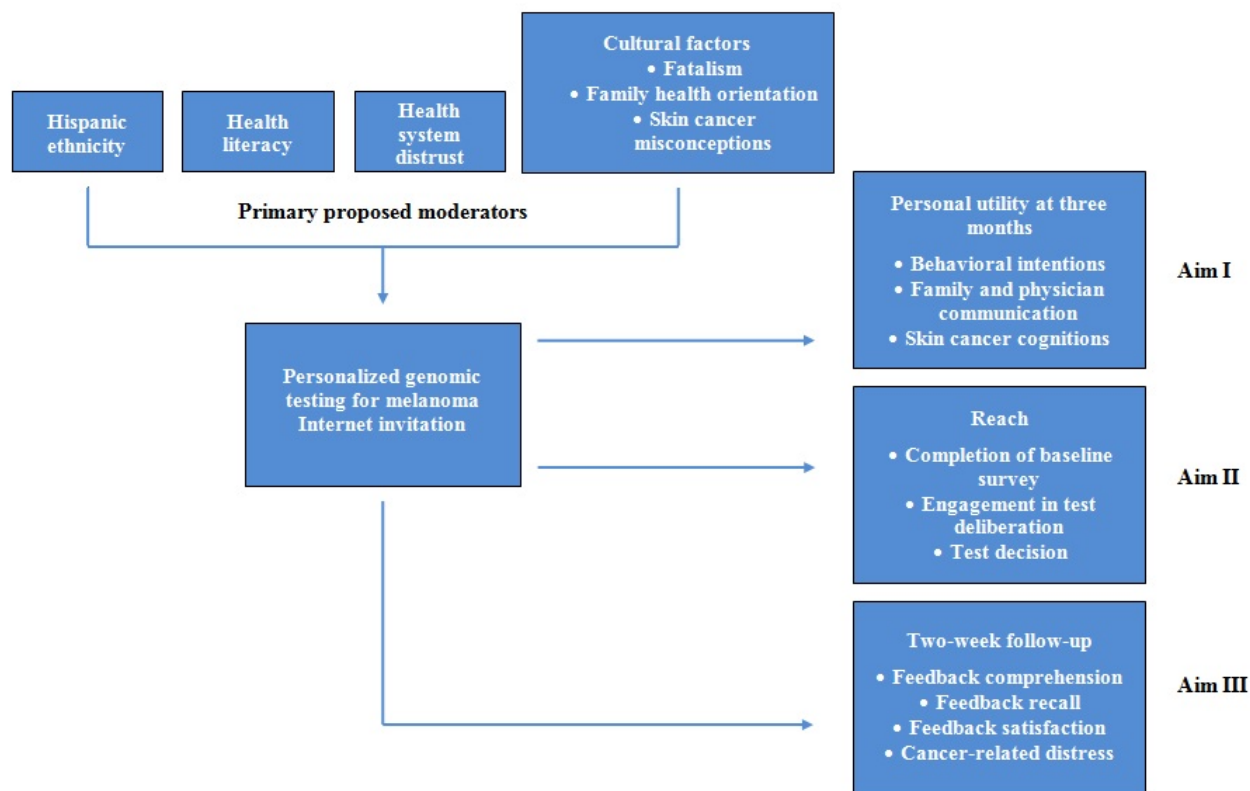 Hispanic
ethnicity
Health
literacy
Health
system
distrust
Cultural factors
• Fatalism
• Family health orientation
• Skin cancer
misconceptions
Primary proposed moderators
Personalized genomic
testing for melanoma
Internet invitation
Personal utility at three
months
• Behavioral intentions
• Family and physician
communication
• Skin cancer cognitions
Aim I
Reach
• Completion of baseline
survey
• Engagement in test
deliberation
• Test decision
Aim II
Two-week follow-up
• Feedback comprehension
• Feedback recall
• Feedback satisfaction
• Cancer-related distress
Aim III